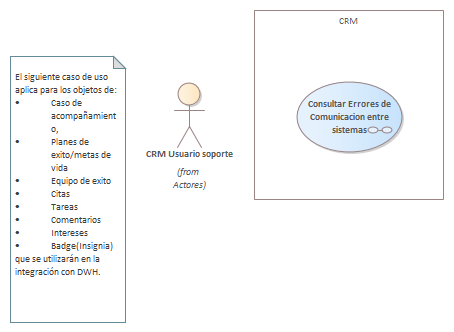 El siguiente caso de uso
aplica para los objetos de:
• Caso de
acompañamient
o,
• Planes de
exito/metas de
vida
• Equipo de exito
• Citas
• Tareas
• Comentarios
• Intereses
• Badge(Insignia)
que se utilizarán en la
integración con DWH.
CRM Usuario soporte
(from
Actores)
CRM
Consultar Errores de
Comunicacion entre
sistemas